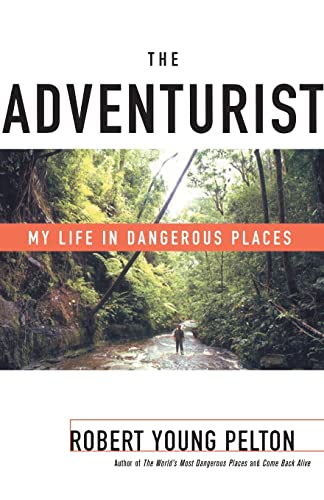 THE
ADVENTURIST
MY LIFE IN DANGEROUS PLACES
ROBERT YOUNG PELTON
Author of The World's Most Dangerous Places and Come Back Alive